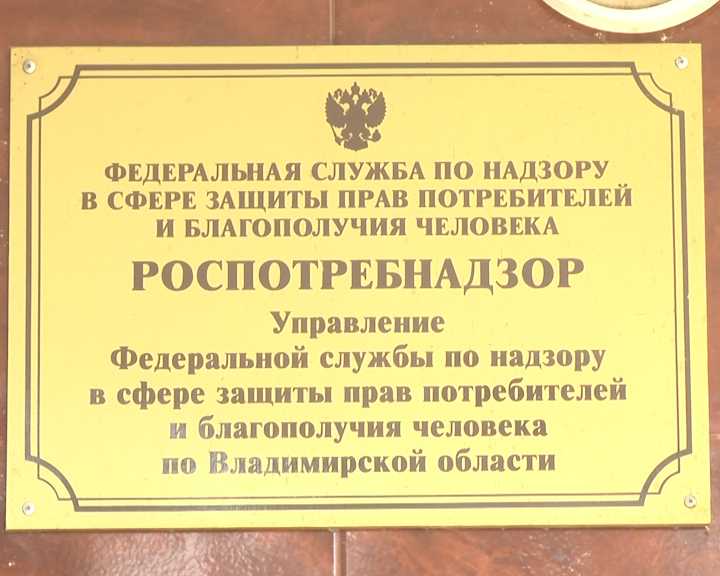 ФЕДЕРАЛЬНАЯ СЛУЖБА ПО НАДЗОРУ
В СФЕРЕ ЗАЩИТЫ ПРАВ ПОТРЕБИТЕЛЕЙ
И БЛАГОПОЛУЧИЯ ЧЕЛОВЕКА
РОСПОТРЕБНАДЗОР
Управление
Федеральной службы по надзору
в сфере защиты прав потребителей
и благополучия человека
по Владимирской области